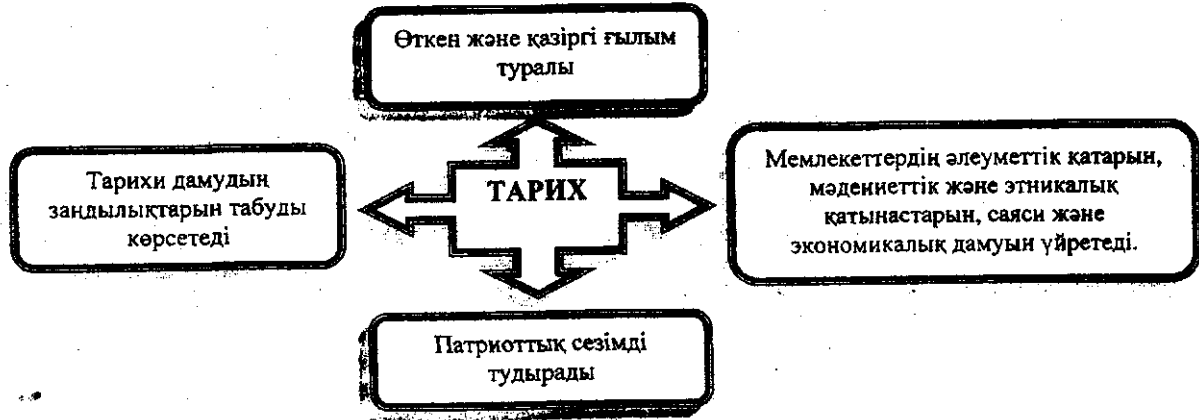 Өткен және қазіргі ғылым
туралы
Тарихи дамудың
заңдылықтарын табуды
көрсетеді
ТАРИХ
Мемлекеттердің әлеуметтік қатарын,
мәдениеттік және этникалық
қатынастарын, саяси және
экономикалық дамуын үйретеді.
Патриоттық сезімді
тудырады